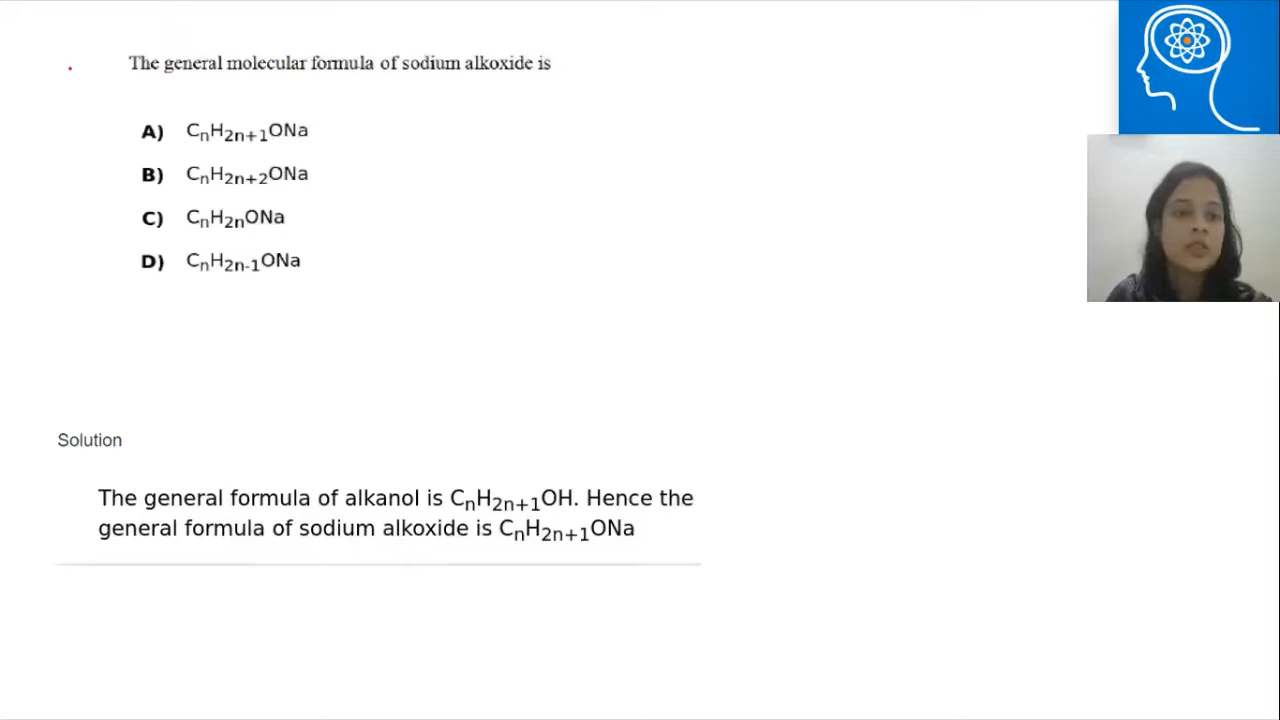 The general molecular formula of sodium alkoxide is
A) CₙH₂ₙ₊₁ONa
B) CₙH₂ₙ₊₂ONa
C) CₙH₂ₙONa
D) CₙH₂ₙ₋₁ONa
Solution
The general formula of alkanol is CₙH₂ₙ₊₁OH. Hence the
general formula of sodium alkoxide is CₙH₂ₙ₊₁ONa